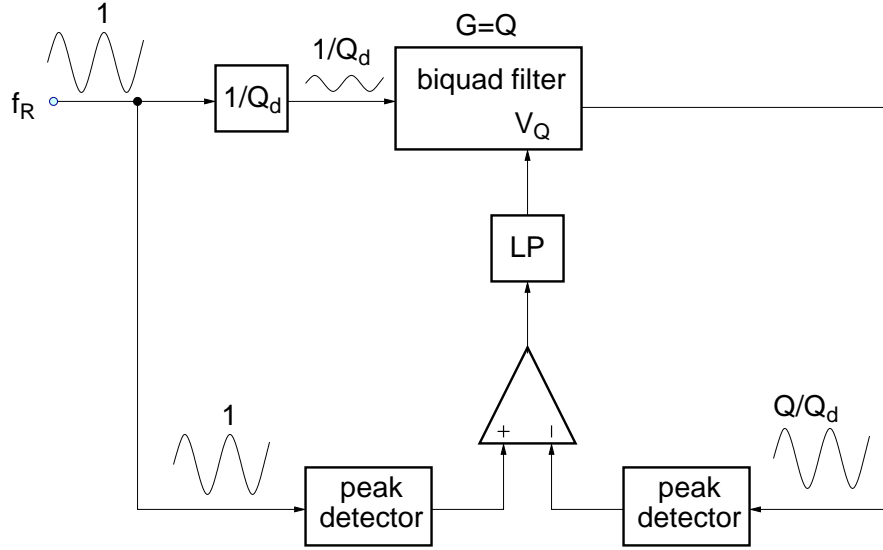 1
G=Q
1/Q_d
biquad filter
f_R
1/Q_d
V_Q
LP
1
+ −
Q/Q_d
peak
detector
peak
detector